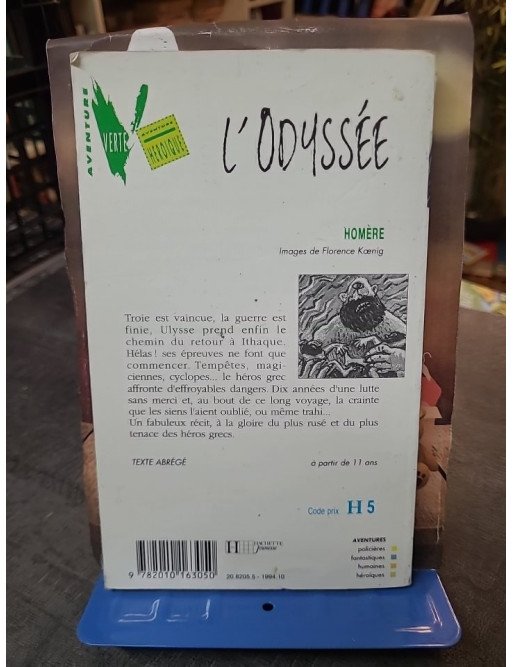 AVENTURE
VERTE
AVENTURE
HÉROÏQUE
L'ODYSSÉE
HOMÈRE
Images de Florence Kœnig
Troie est vaincue, la guerre est
finie, Ulysse prend enfin le
chemin du retour à Ithaque.
Hélas ! ses épreuves ne font que
commencer. Tempêtes, magi-
ciennes, cyclopes... le héros grec
affronte d'effroyables dangers. Dix années d'une lutte
sans merci et, au bout de ce long voyage, la crainte
que les siens l'aient oublié, ou même trahi...
Un fabuleux récit, à la gloire du plus rusé et du plus
tenace des héros grecs.
TEXTE ABRÉGÉ
à partir de 11 ans
Code prix H 5
H HACHETTE
Jeunesse
AVENTURES
policières
fantastiques
humaines
héroïques
9 782010 163050
20.8205.5 - 1994.10